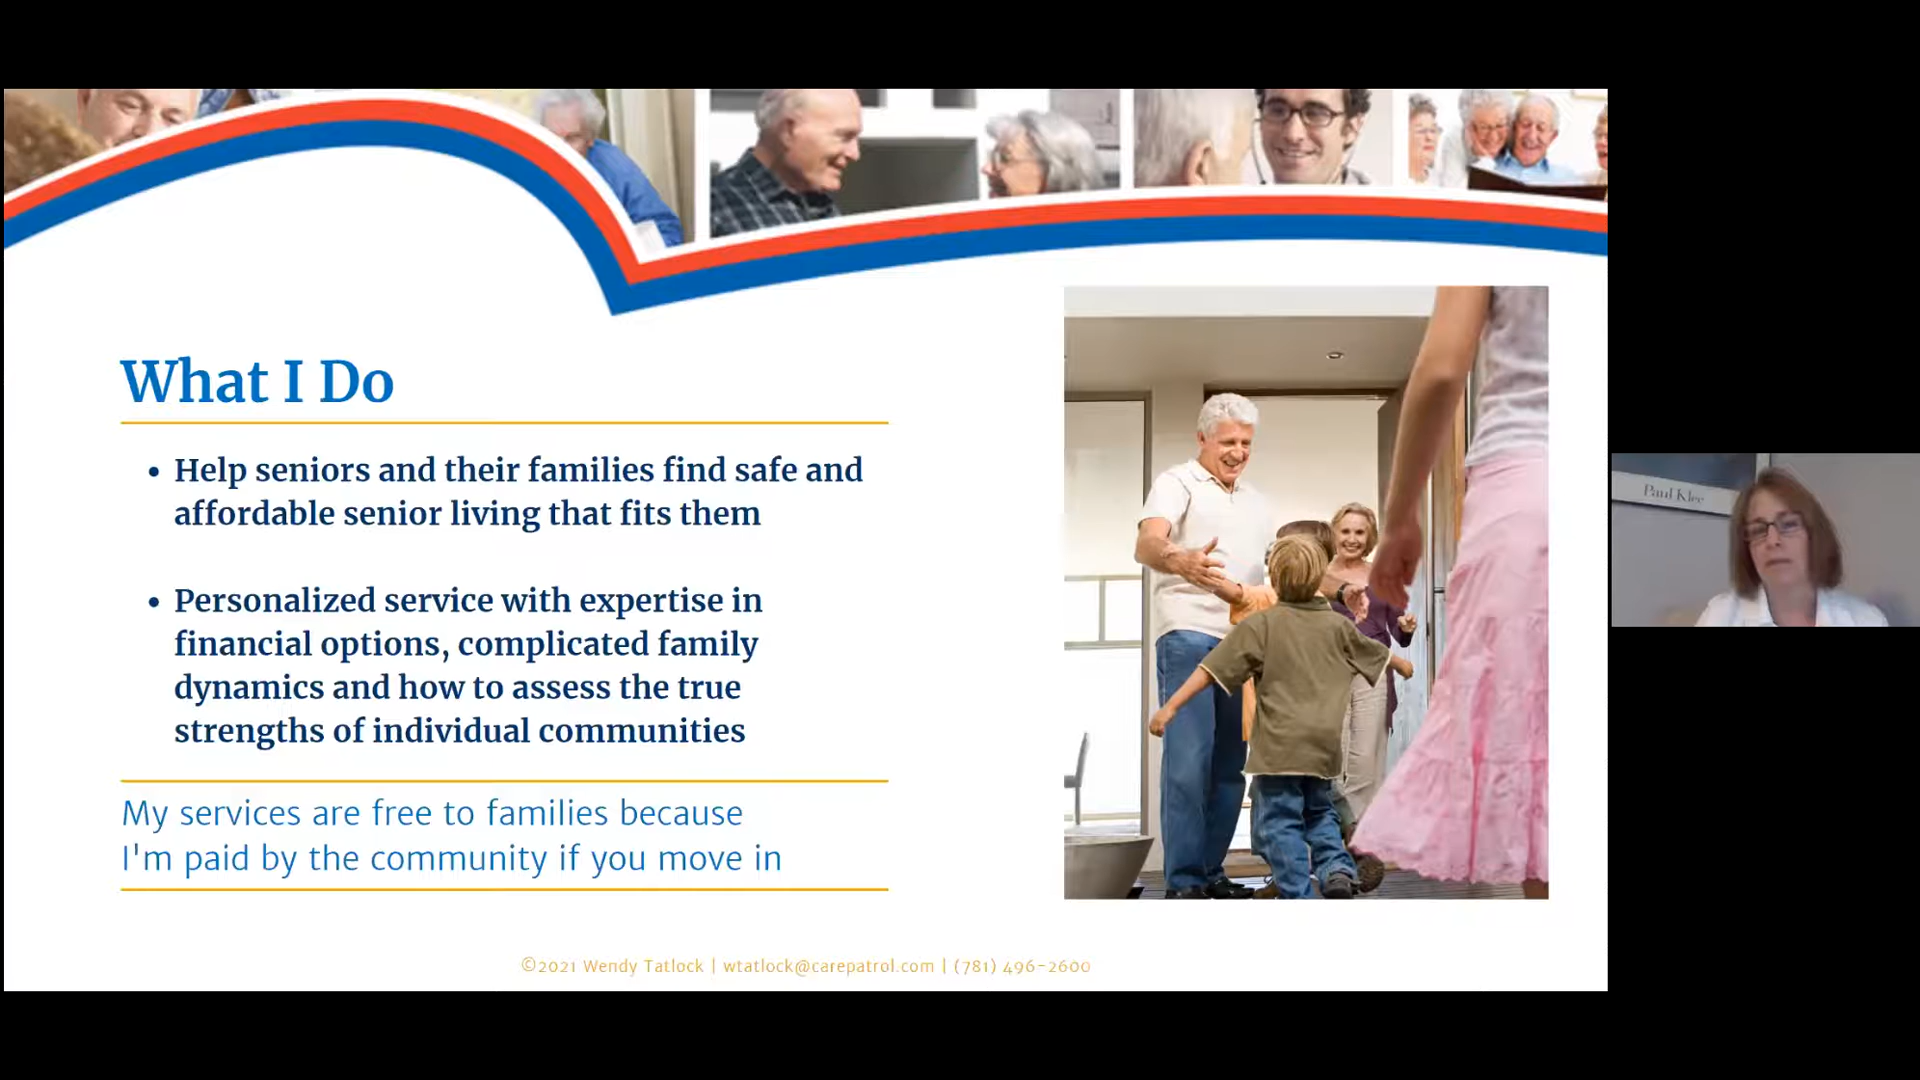 What I Do
• Help seniors and their families find safe and
affordable senior living that fits them
• Personalized service with expertise in
financial options, complicated family
dynamics and how to assess the true
strengths of individual communities
My services are free to families because
I'm paid by the community if you move in
©2021 Wendy Tatlock | wtatlock@carepatrol.com | (781) 496-2600
Paul Klee